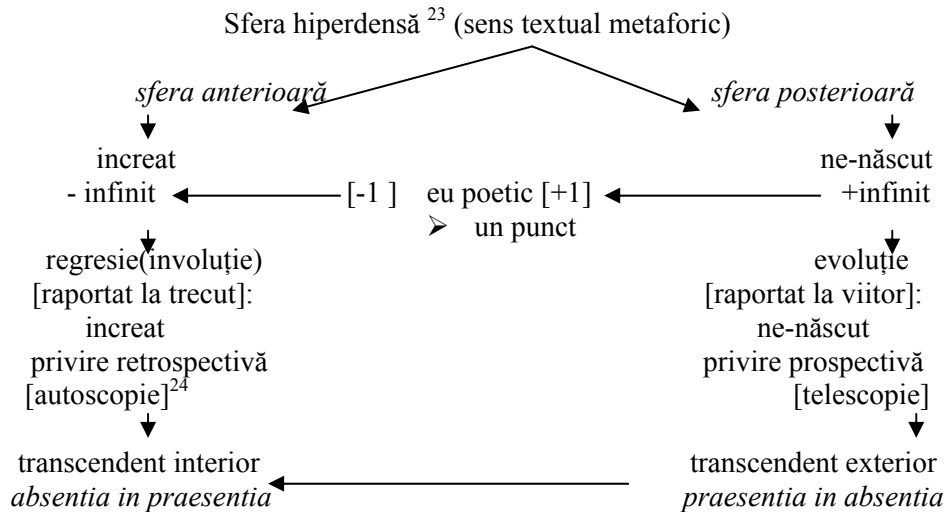 Sfera hiperdensă 23 (sens textual metaforic)
sfera anterioară sfera posterioară
increat ne-născut
- infinit [-1 ] eu poetic [+1] +infinit
➢ un punct
regresie(involuție) evoluție
[raportat la trecut]: [raportat la viitor]:
increat ne-născut
privire retrospectivă privire prospectivă
[autoscopie]24 [telescopie]
transcendent interior transcendent exterior
absentia in praesentia praesentia in absentia